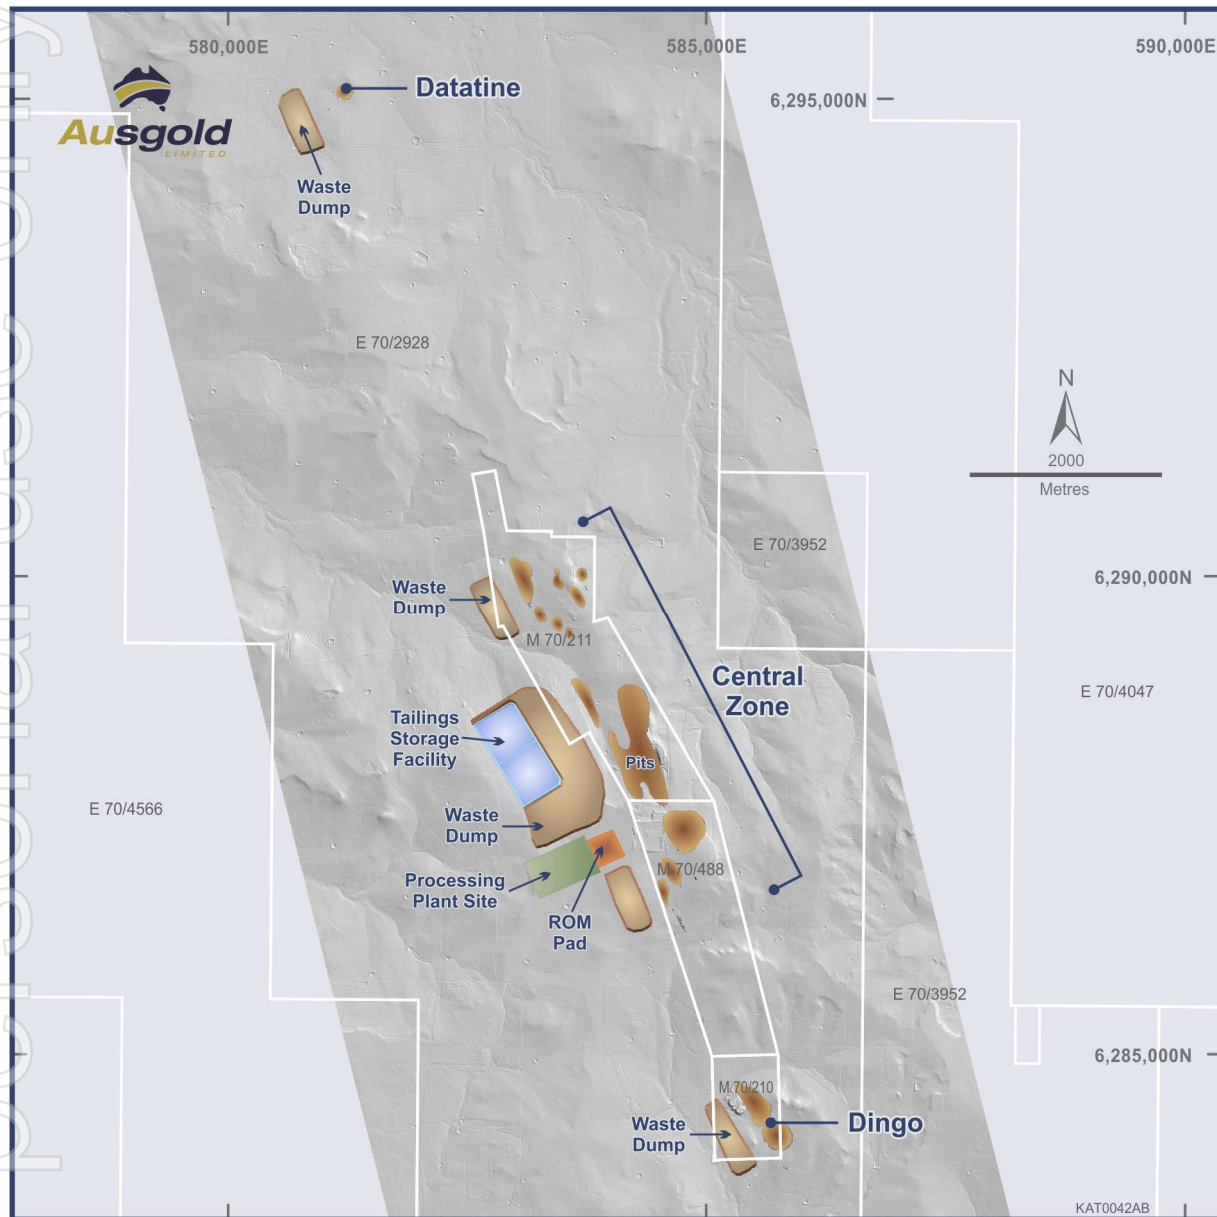 580,000E
585,000E
590,000E
Datatine
6,295,000N
Ausgold
LIMITED
Waste
Dump
E 70/2928
N
2000
Metres
E 70/3952
6,290,000N
Waste
Dump
M 70/211
Central
Zone
E 70/4047
Tailings
Storage
Facility
Pits
E 70/4566
Waste
Dump
M 70/488
Processing
Plant Site
ROM
Pad
E 70/3952
6,285,000N
M 70/210
Waste
Dump
Dingo
KAT0042AB